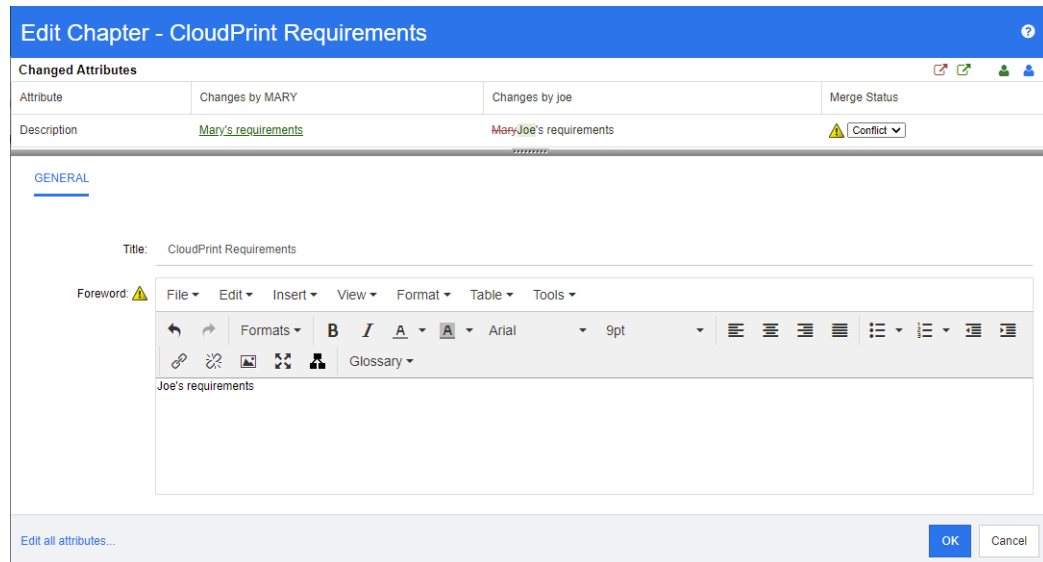 Edit Chapter - CloudPrint Requirements
?
Changed Attributes
Attribute Changes by MARY Changes by joe Merge Status
Description Mary's requirements MaryJoe's requirements Conflict
GENERAL
Title: CloudPrint Requirements
Foreword: File Edit Insert View Format Table Tools
Formats B I A A Arial 9pt
Glossary
Joe's requirements
Edit all attributes... OK Cancel